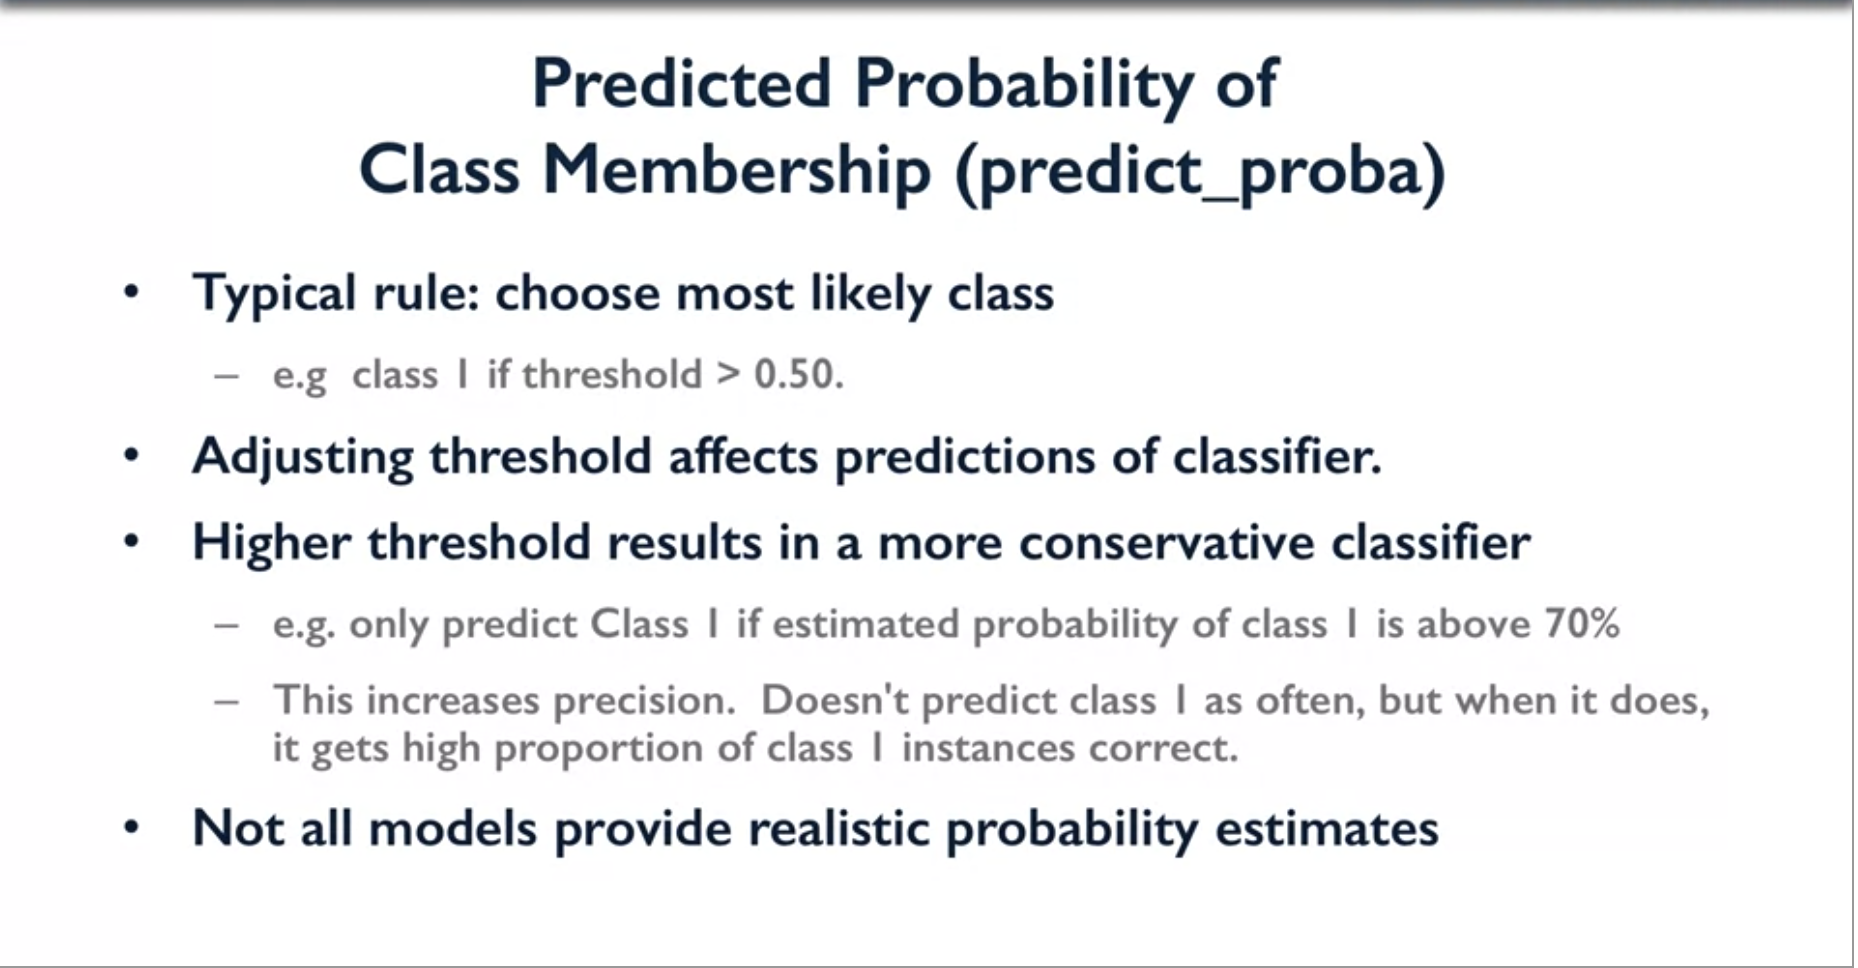 Predicted Probability of
Class Membership (predict_proba)
• Typical rule: choose most likely class
– e.g class 1 if threshold > 0.50.
• Adjusting threshold affects predictions of classifier.
• Higher threshold results in a more conservative classifier
– e.g. only predict Class 1 if estimated probability of class 1 is above 70%
– This increases precision. Doesn't predict class 1 as often, but when it does,
it gets high proportion of class 1 instances correct.
• Not all models provide realistic probability estimates